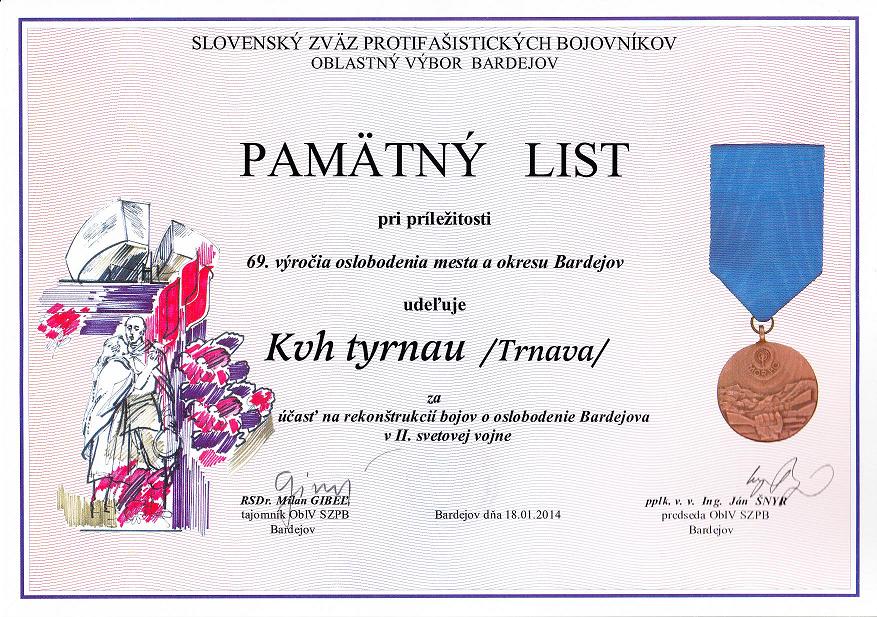 SLOVENSKÝ ZVÄZ PROTIFAŠISTICKÝCH BOJOVNÍKOV
OBLASTNÝ VÝBOR BARDEJOV
PAMÄTNÝ LIST
pri príležitosti
69. výročia oslobodenia mesta a okresu Bardejov
udeľuje
Kvh tyrnau /Trnava/
za
účasť na rekonštrukcií bojov o oslobodenie Bardejova
v II. svetovej vojne
RSDr. Milan GIBEĽ
tajomník OblV SZPB
Bardejov
Bardejov dňa 18.01.2014
pplk. v. v. Ing. Ján ŠNYR
predseda OblV SZPB
Bardejov